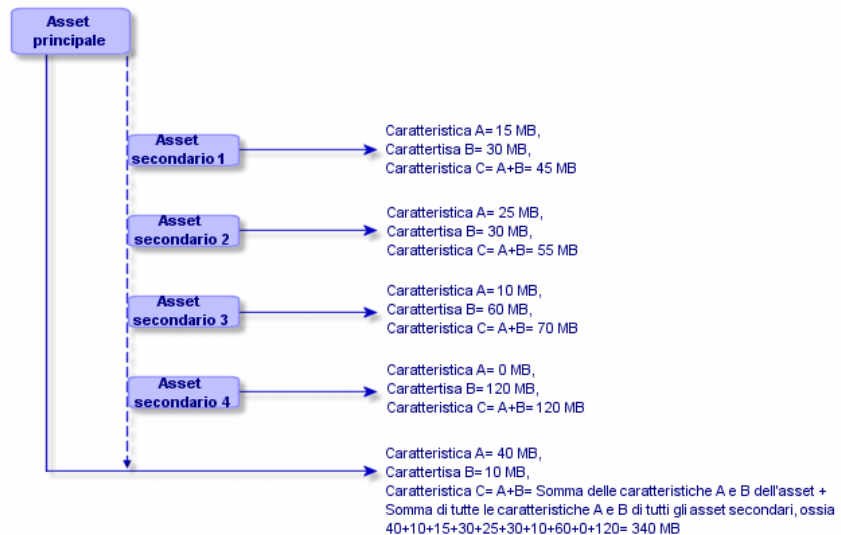 Asset
principale
Asset
secondario 1
Caratteristica A= 15 MB,
Carattertisa B= 30 MB,
Caratteristica C= A+B= 45 MB
Asset
secondario 2
Caratteristica A= 25 MB,
Carattertisa B= 30 MB,
Caratteristica C= A+B= 55 MB
Asset
secondario 3
Caratteristica A= 10 MB,
Carattertisa B= 60 MB,
Caratteristica C= A+B= 70 MB
Asset
secondario 4
Caratteristica A= 0 MB,
Carattertisa B= 120 MB,
Caratteristica C= A+B= 120 MB
Caratteristica A= 40 MB,
Carattertisa B= 10 MB,
Caratteristica C= A+B= Somma delle caratteristiche A e B dell'asset +
Somma di tutte le caratteristiche A e B di tutti gli asset secondari, ossia
40+10+15+30+25+30+10+60+0+120= 340 MB